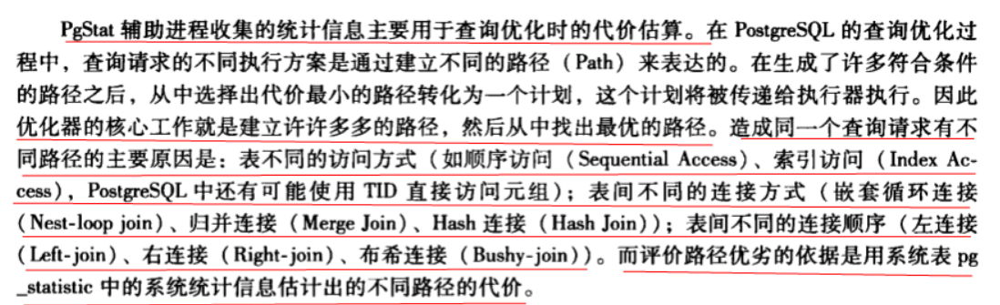 PgStat 辅助进程收集的统计信息主要用于查询优化时的代价估算。在 PostgreSQL 的查询优化过
程中，查询请求的不同执行方案是通过建立不同的路径（Path）来表达的。在生成了许多符合条件
的路径之后，从中选择出代价最小的路径转化为一个计划，这个计划将被传递给执行器执行。因此
优化器的核心工作就是建立许许多多的路径，然后从中找出最优的路径。造成同一个查询请求有不
同路径的主要原因是：表不同的访问方式（如顺序访问（Sequential Access）、索引访问（Index Ac-
cess），PostgreSQL 中还有可能使用 TID 直接访问元组）；表间不同的连接方式（嵌套循环连接
（Nest-loop join）、归并连接（Merge Join）、Hash 连接（Hash Join））；表间不同的连接顺序（左连接
（Left-join）、右连接（Right-join）、布希连接（Bushy-join））。而评价路径优劣的依据是用系统表 pg
_statistic 中的系统统计信息估计出的不同路径的代价。